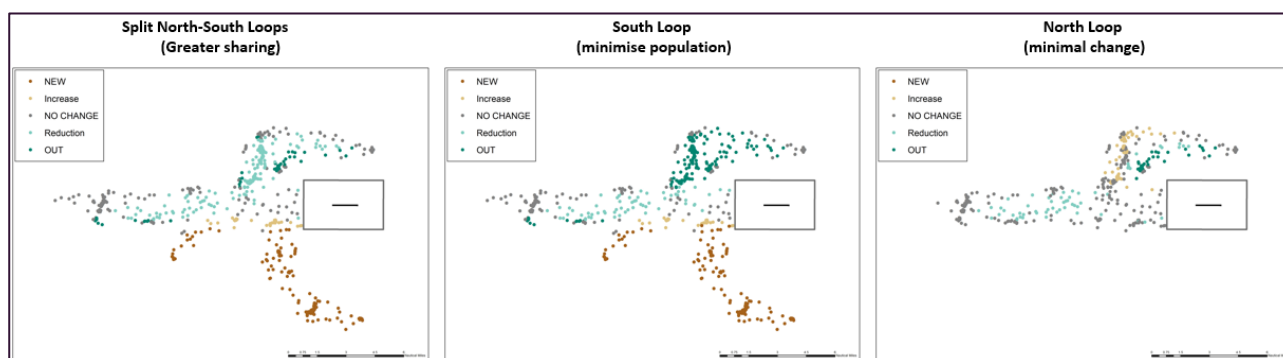 Split North-South Loops
(Greater sharing)
South Loop
(minimise population)
North Loop
(minimal change)
NEW
Increase
NO CHANGE
Reduction
OUT
NEW
Increase
NO CHANGE
Reduction
OUT
NEW
Increase
NO CHANGE
Reduction
OUT